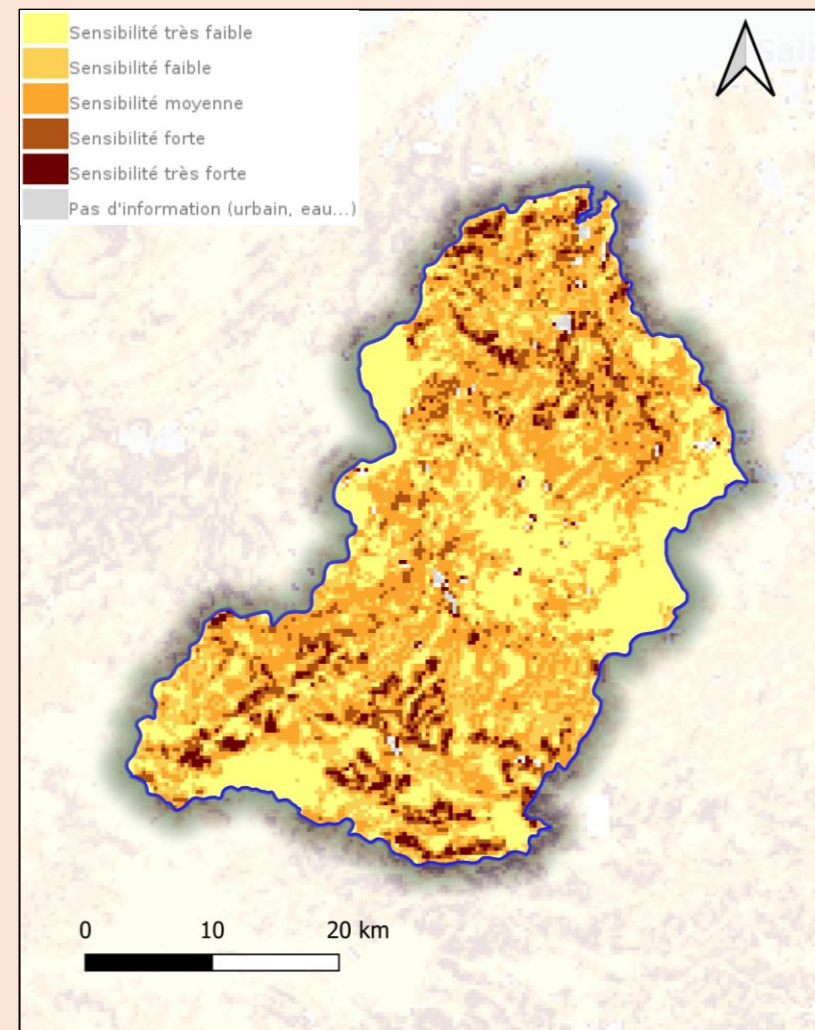 Sensibilité très faible
Sensibilité faible
Sensibilité moyenne
Sensibilité forte
Sensibilité très forte
Pas d'information (urbain, eau...)
0 10 20 km